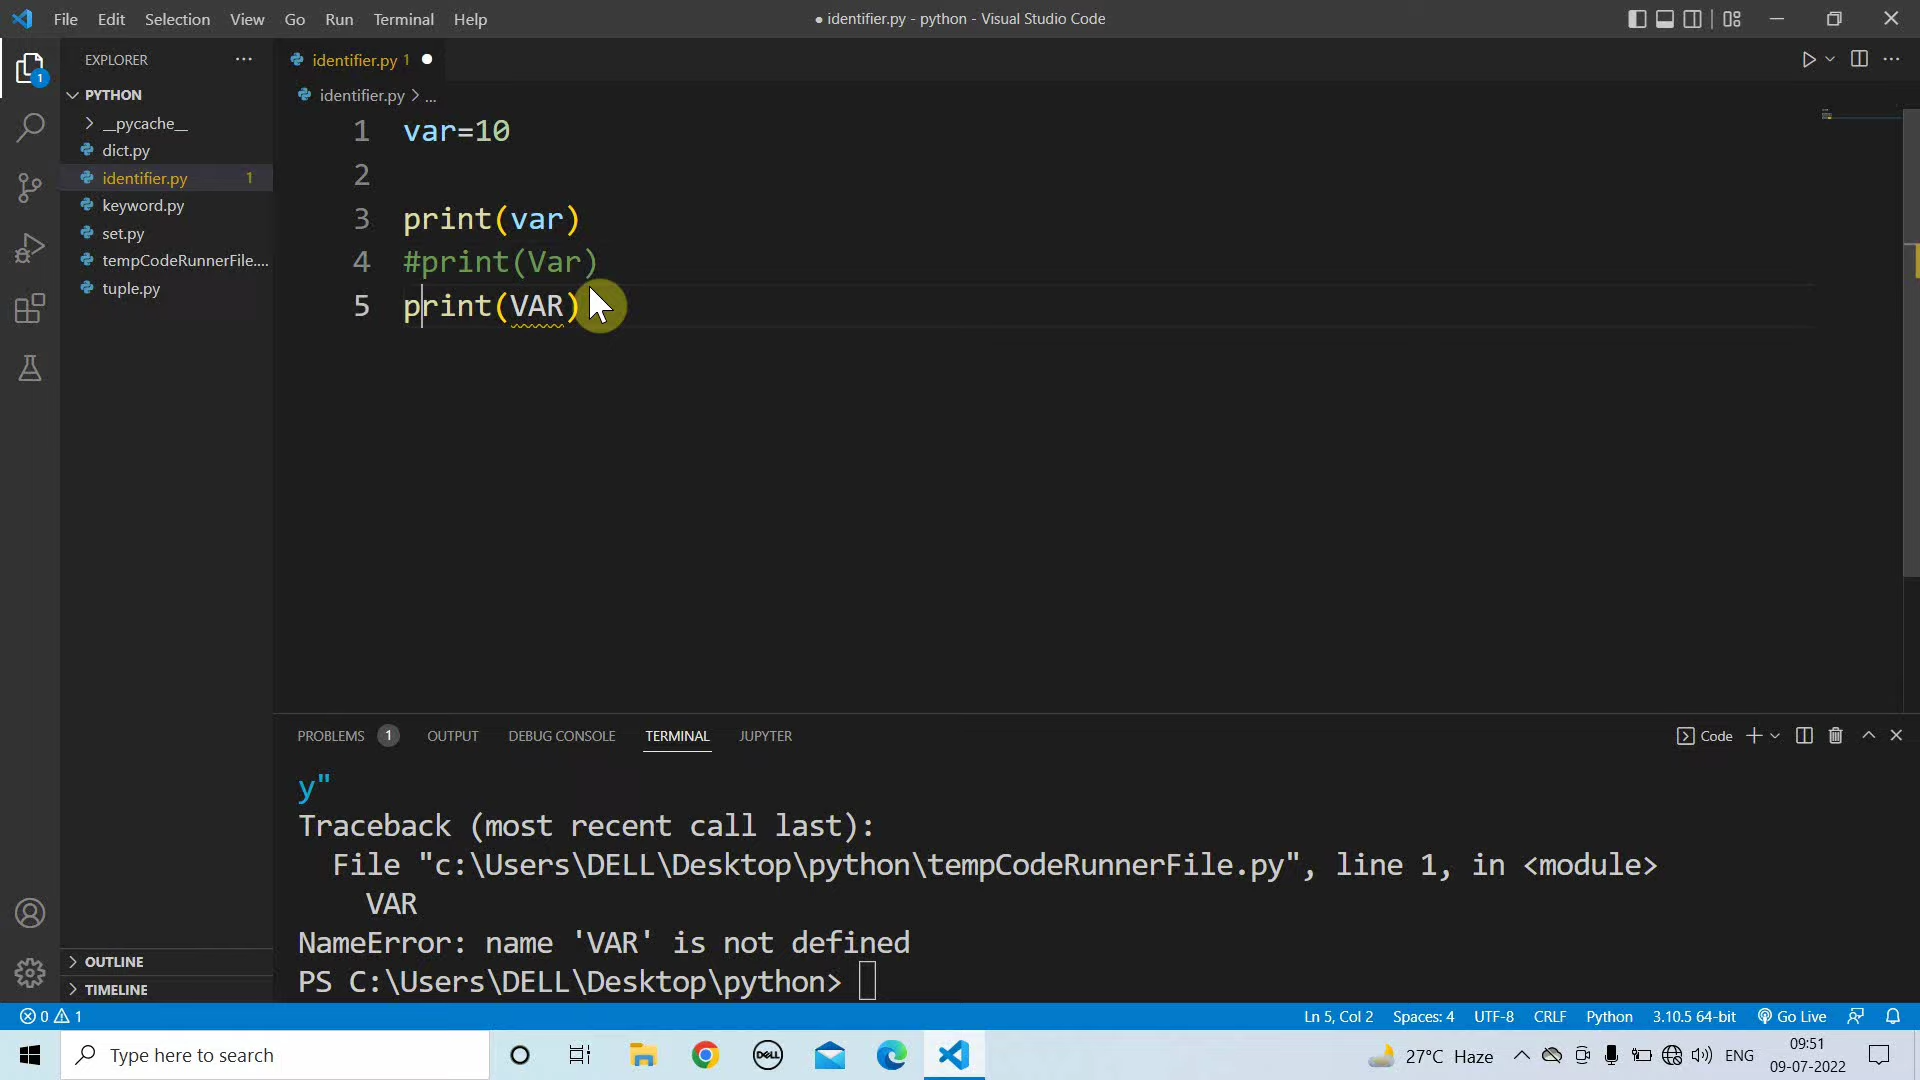 File Edit Selection View Go Run Terminal Help
● identifier.py - python - Visual Studio Code
EXPLORER ...
PYTHON
__pycache__
dict.py
identifier.py 1
keyword.py
set.py
tempCodeRunnerFile....
tuple.py
OUTLINE
TIMELINE
1
identifier.py 1
identifier.py > ...
1 var=10
2
3 print(var)
4 #print(Var)
5 print(VAR)
PROBLEMS 1 OUTPUT DEBUG CONSOLE TERMINAL JUPYTER
Code
y"
Traceback (most recent call last):
File "c:\Users\DELL\Desktop\python\tempCodeRunnerFile.py", line 1, in <module>
VAR
NameError: name 'VAR' is not defined
PS C:\Users\DELL\Desktop\python>
0 1
Ln 5, Col 2 Spaces: 4 UTF-8 CRLF Python 3.10.5 64-bit Go Live
Type here to search
DELL
27°C Haze
ENG
09:51
09-07-2022